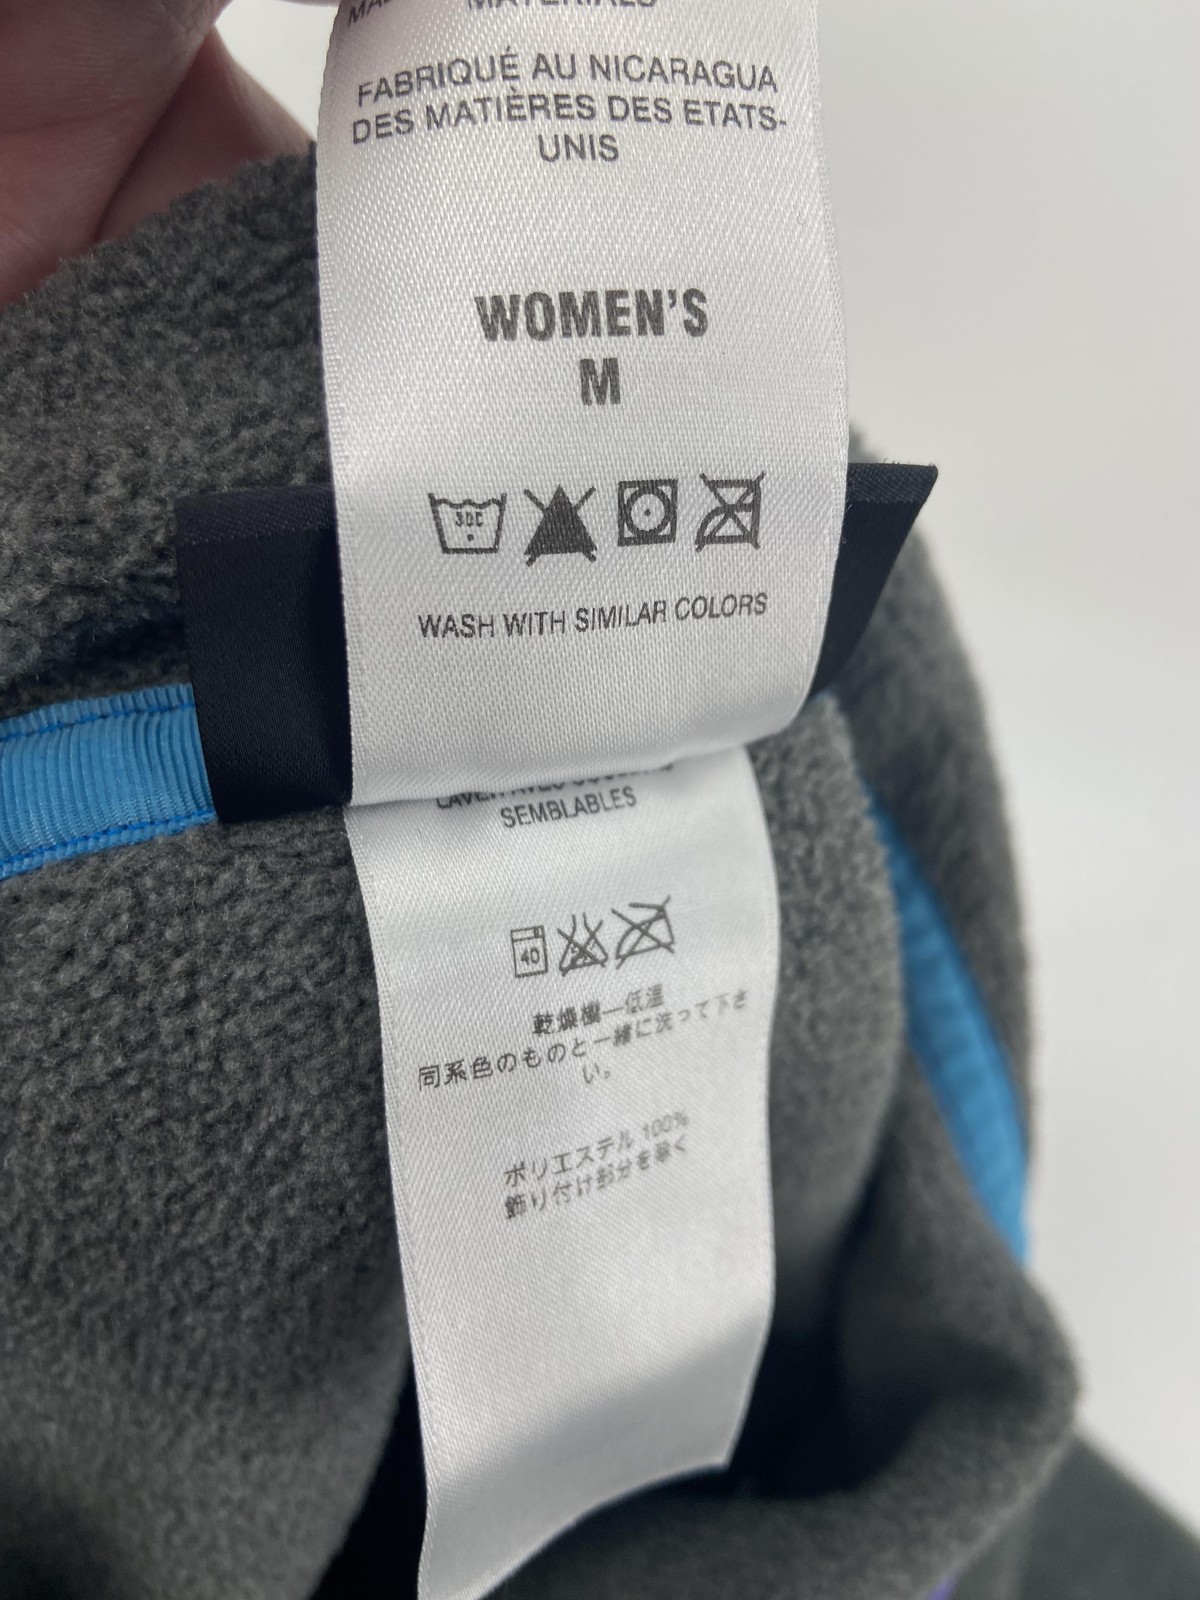 MATERIALS
FABRIQUÉ AU NICARAGUA
DES MATIÈRES DES ETATS-
UNIS
WOMEN'S
M
30C
WASH WITH SIMILAR COLORS
SEMBLABLES
40
乾燥機―低温
同系色のものと一緒に洗って下さ
い。
ポリエステル 100%
飾り付け部分を除く